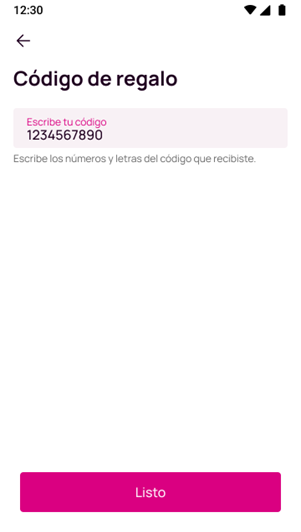 12:30
Código de regalo
Escribe tu código
1234567890
Escribe los números y letras del código que recibiste.
Listo